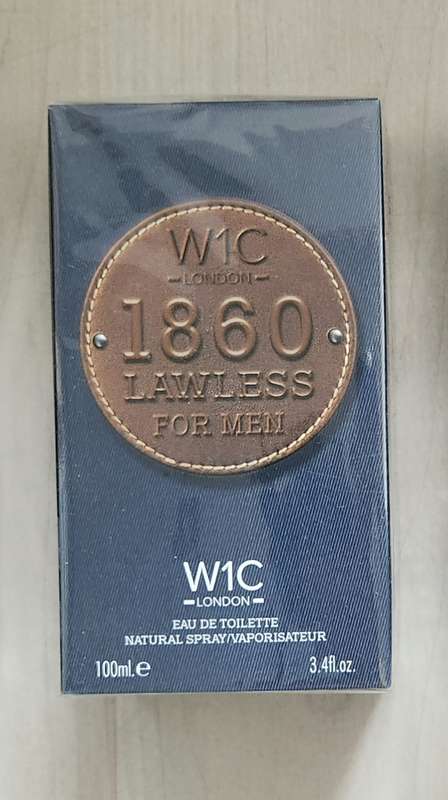 W1C
LONDON
1860
LAWLESS
FOR MEN
W1C
LONDON
EAU DE TOILETTE
NATURAL SPRAY/VAPORISATEUR
100ml.e 3.4fl.oz.